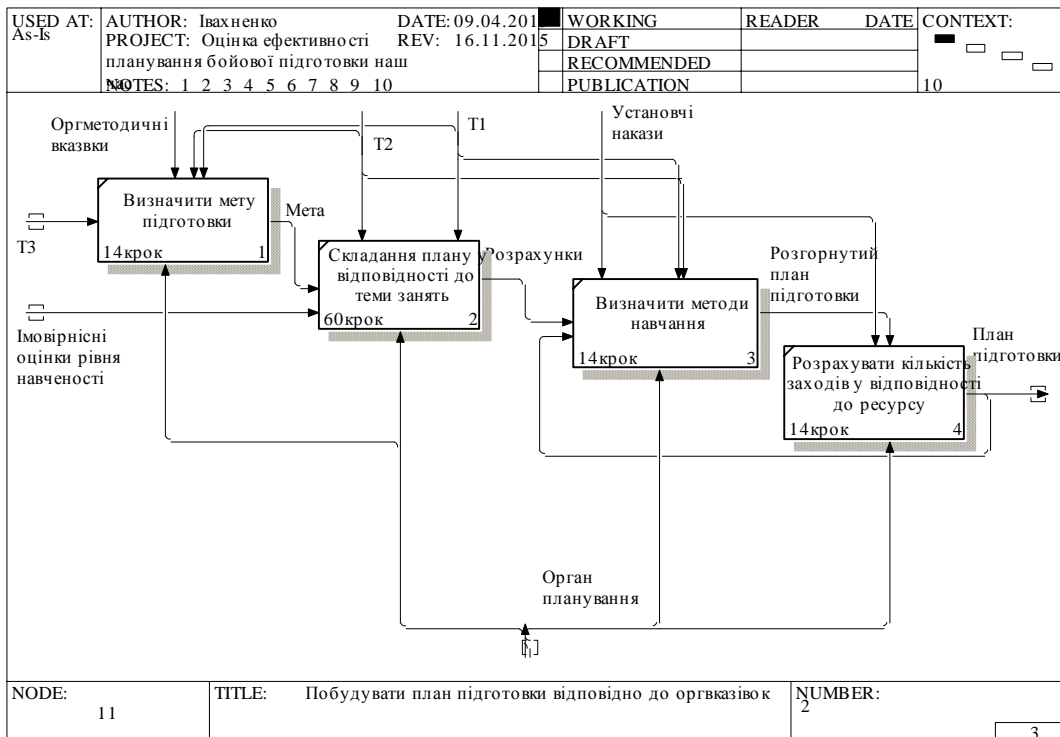 USED AT:
As-Is
AUTHOR: Івахненко
DATE: 09.04.201
PROJECT: Оцінка ефективності
REV: 16.11.2015
планування бойової підготовки наш
NOTES: 1 2 3 4 5 6 7 8 9 10
WORKING
DRAFT
RECOMMENDED
PUBLICATION
READER DATE
CONTEXT:
10
Оргметодичні
вказвки
Т2
Т1
Установчі
накази
Визначити мету
підготовки
14крок 1
Т3
Мета
Складання плану у
відповідності до
теми занять
60крок 2
Розрахунки
Імовірнісні
оцінки рівня
навченості
Визначити методи
навчання
14крок 3
Розгорнутий
план
підготовки
Розрахувати кількість
заходів у відповідності
до ресурсу
14крок 4
План
підготовки
Орган
планування
NODE:
11
TITLE: Побудувати план підготовки відповідно до оргвказівок
NUMBER:
2
3